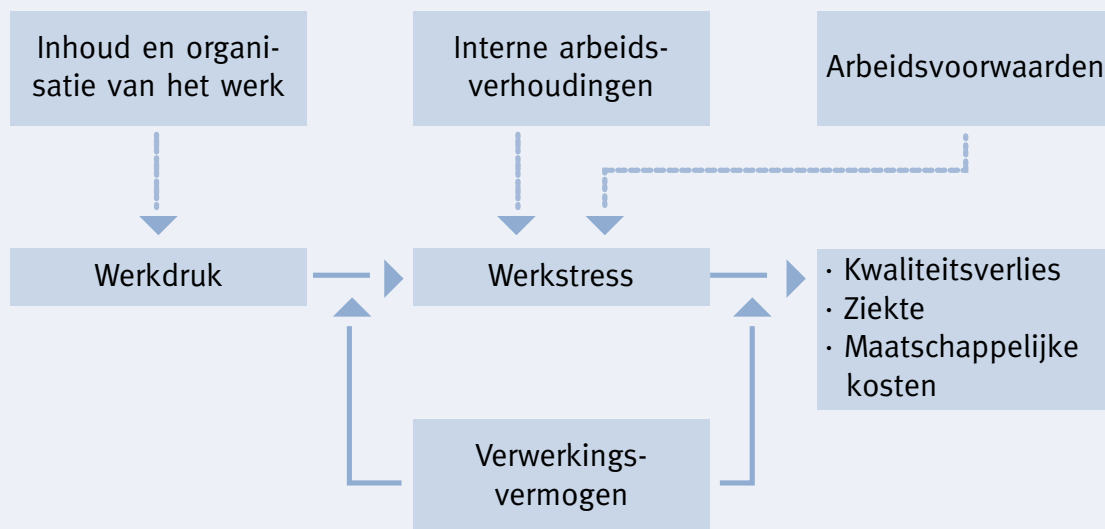 Inhoud en organi-
satie van het werk
Interne arbeids-
verhoudingen
Arbeidsvoorwaarden
Werkdruk
Werkstress
· Kwaliteitsverlies
· Ziekte
· Maatschappelijke
kosten
Verwerkings-
vermogen